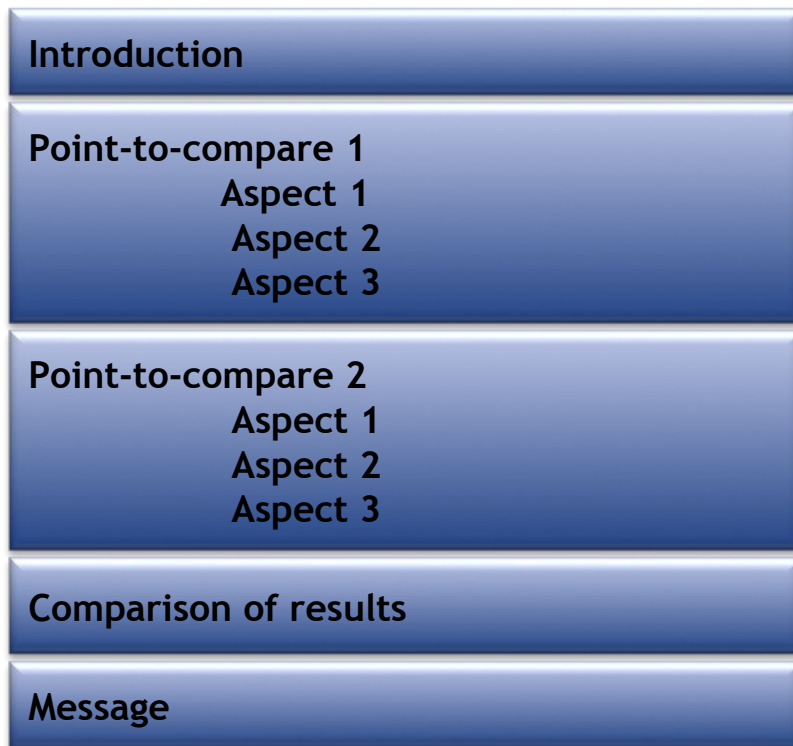 Introduction
Point-to-compare 1
Aspect 1
Aspect 2
Aspect 3
Point-to-compare 2
Aspect 1
Aspect 2
Aspect 3
Comparison of results
Message